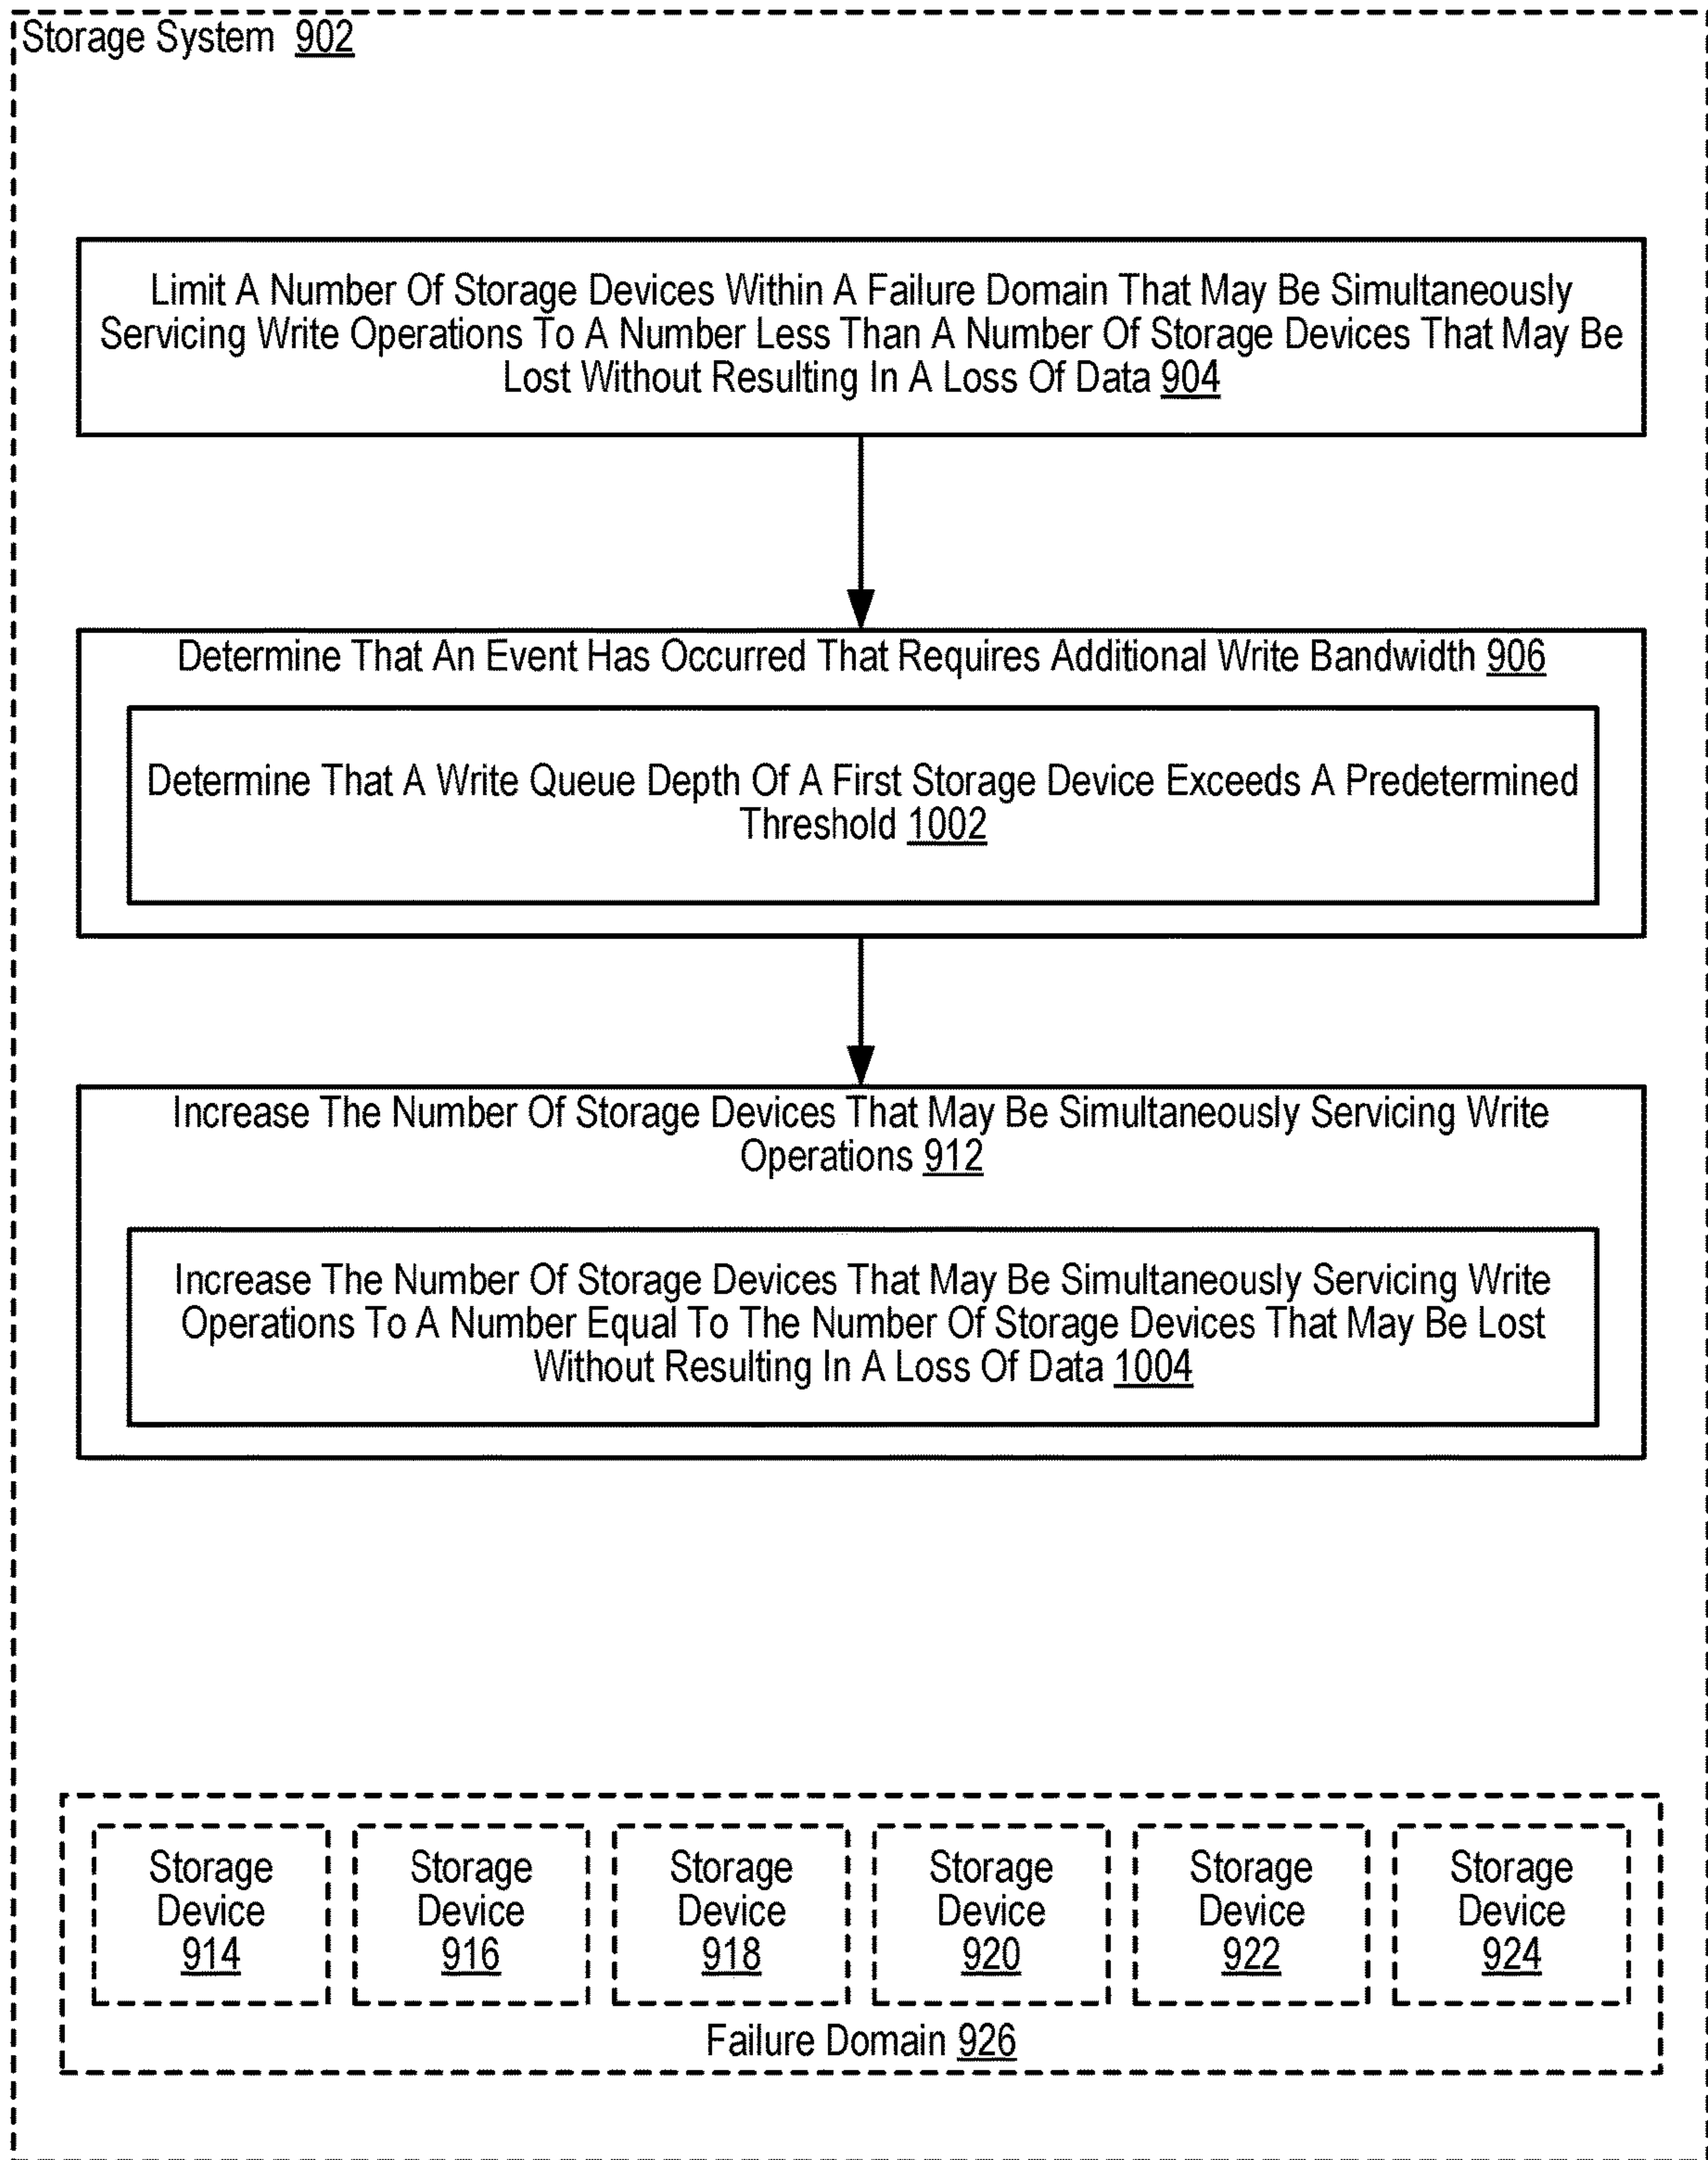 Storage System 902
Limit A Number Of Storage Devices Within A Failure Domain That May Be Simultaneously
Servicing Write Operations To A Number Less Than A Number Of Storage Devices That May Be
Lost Without Resulting In A Loss Of Data 904
Determine That An Event Has Occurred That Requires Additional Write Bandwidth 906
Determine That A Write Queue Depth Of A First Storage Device Exceeds A Predetermined
Threshold 1002
Increase The Number Of Storage Devices That May Be Simultaneously Servicing Write
Operations 912
Increase The Number Of Storage Devices That May Be Simultaneously Servicing Write
Operations To A Number Equal To The Number Of Storage Devices That May Be Lost
Without Resulting In A Loss Of Data 1004
Storage
Device
914
Storage
Device
916
Storage
Device
918
Storage
Device
920
Storage
Device
922
Storage
Device
924
Failure Domain 926